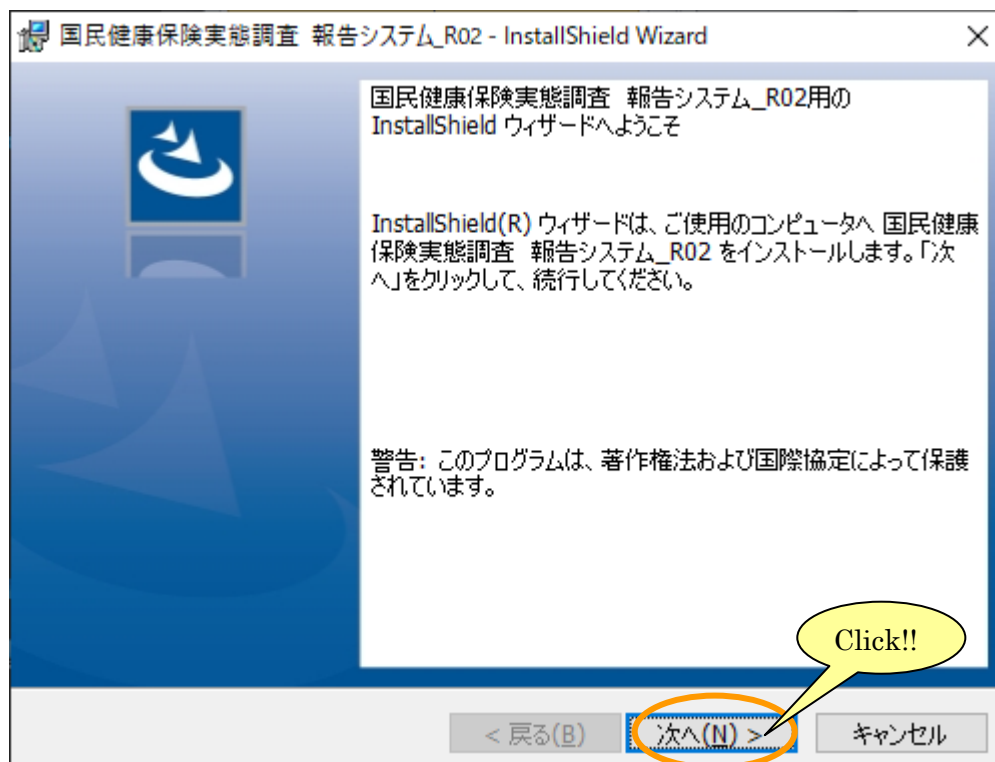 国民健康保険実態調査 報告システム_R02 - InstallShield Wizard
国民健康保険実態調査 報告システム_R02用の
InstallShield ウィザードへようこそ
InstallShield(R) ウィザードは、ご使用のコンピュータへ 国民健康
保険実態調査 報告システム_R02 をインストールします。「次
へ」をクリックして、続行してください。
警告: このプログラムは、著作権法および国際協定によって保護
されています。
Click!!
< 戻る(B)
次へ(N) >
キャンセル